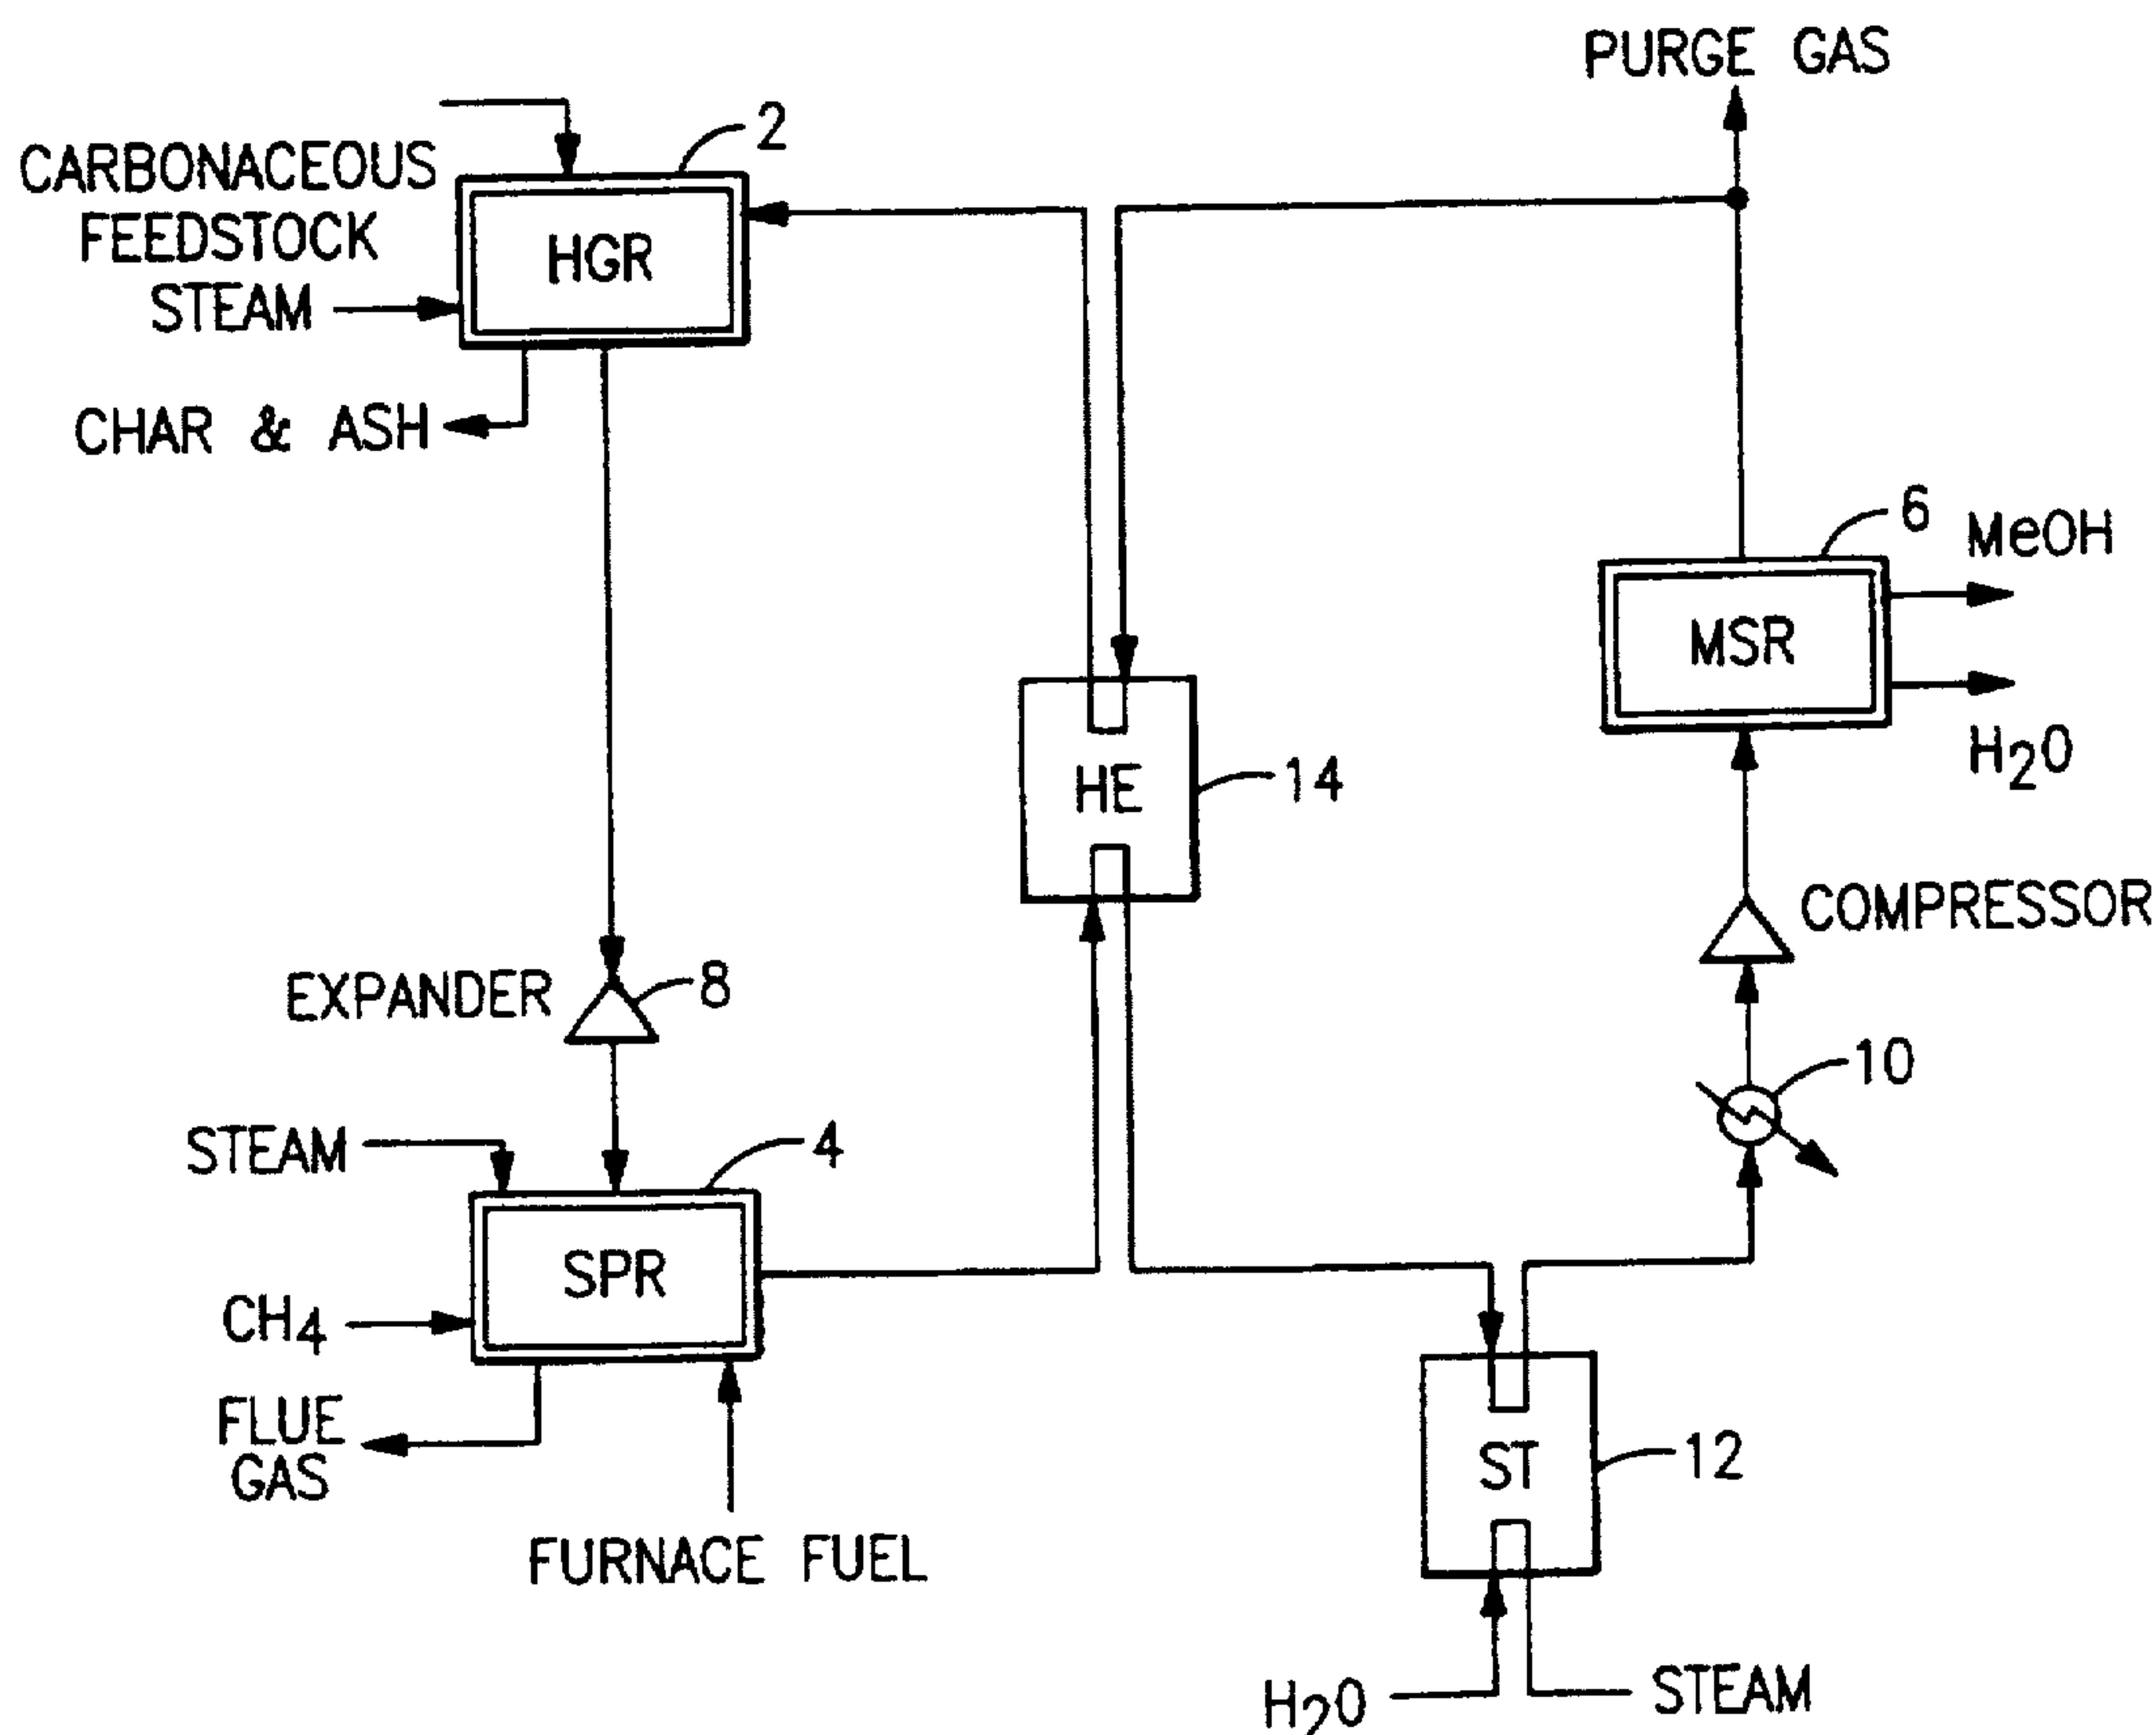 PURGE GAS
2
CARBONACEOUS
FEEDSTOCK
HGR
STEAM
CHAR & ASH
6
MeOH
MSR
H2O
HE
14
COMPRESSOR
EXPANDER
8
10
STEAM
4
SPR
CH4
FLUE
GAS
ST
12
FURNACE FUEL
H2O
STEAM